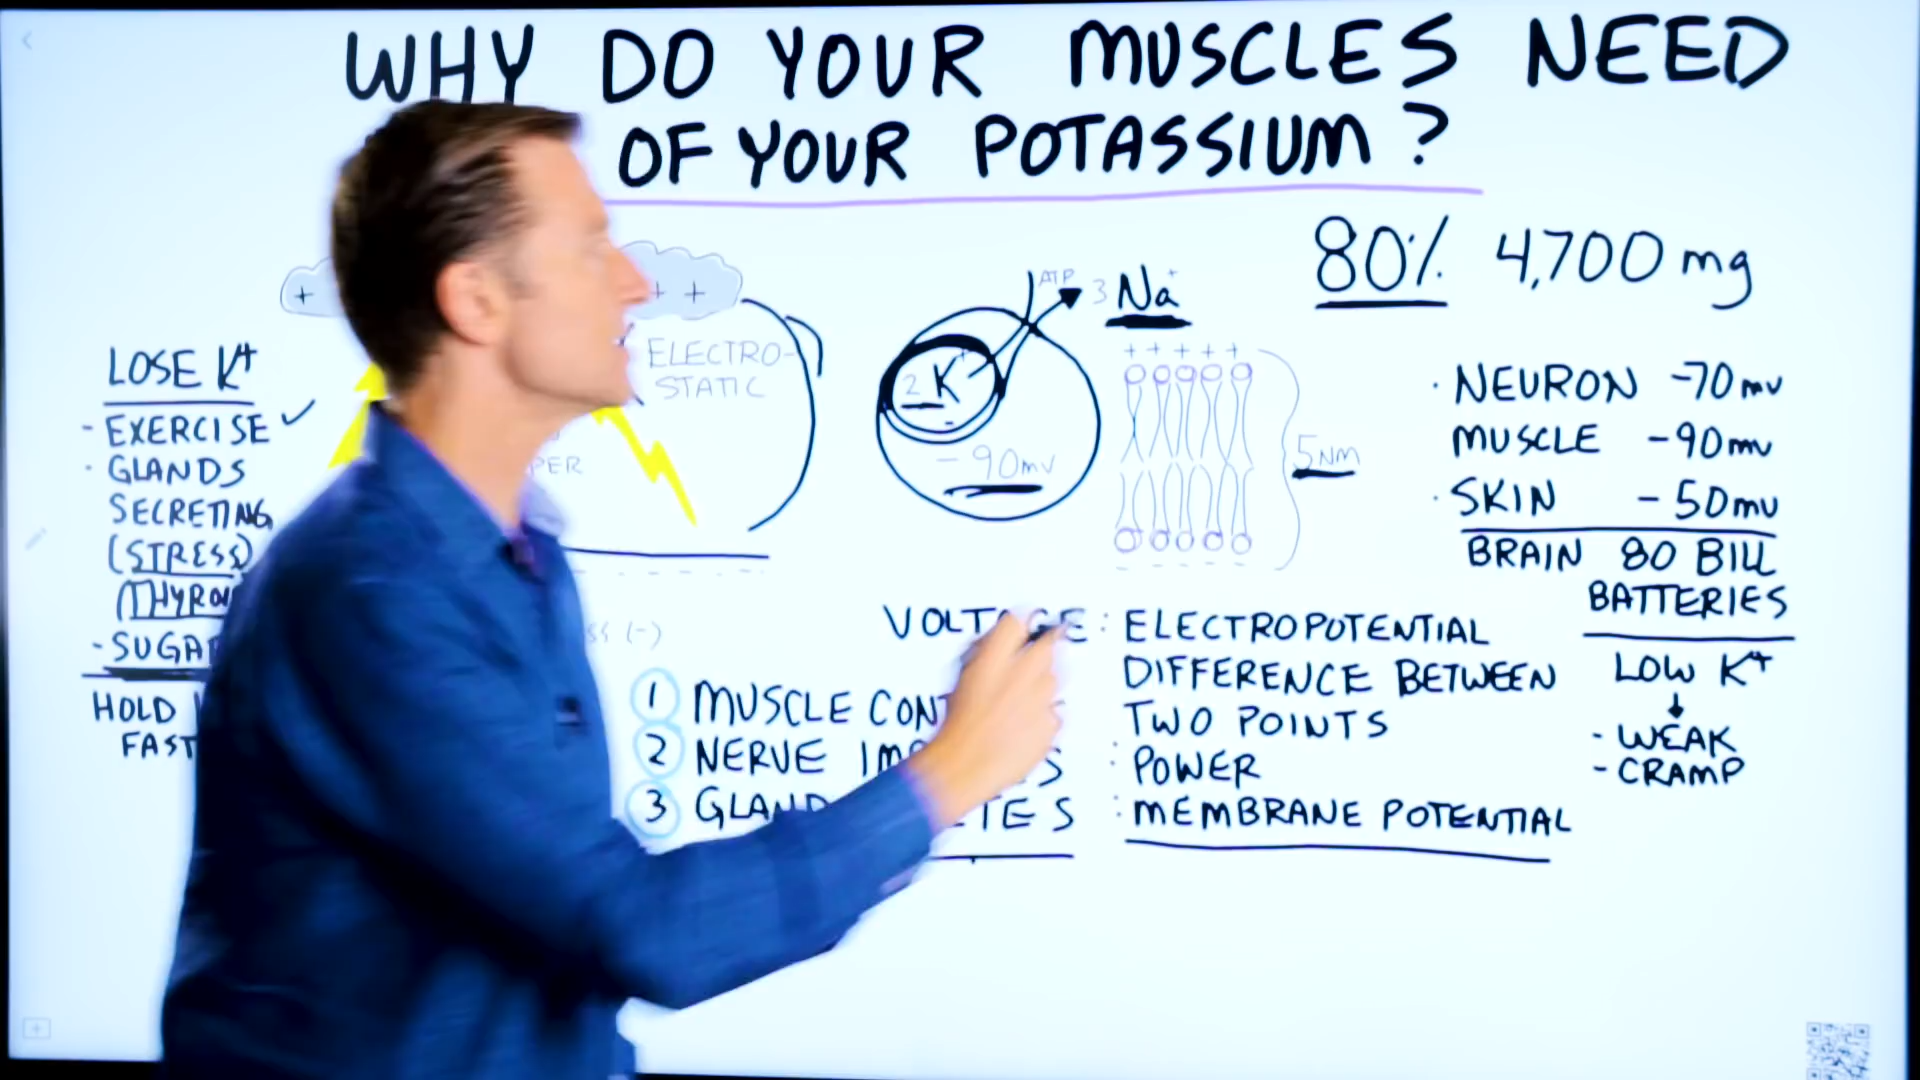 WHY DO YOUR MUSCLES NEED
OF YOUR POTASSIUM?
80% 4,700 mg
LOSE K+
- EXERCISE ✓
· GLANDS
SECRETING
(STRESS)
- SUGAR
HOLD
FAST
+ + +
ELECTRO-
STATIC
ATP
3 Na+
2 K+
-
-90mv
+ + + + +
5NM
- - - - -
· NEURON -70mv
MUSCLE -90mv
· SKIN -50mv
BRAIN 80 BILL
BATTERIES
LOW K+
- WEAK
- CRAMP
(-)
VOLTAGE: ELECTROPOTENTIAL
DIFFERENCE BETWEEN
TWO POINTS
: POWER
: MEMBRANE POTENTIAL
1 MUSCLE
2 NERVE
3